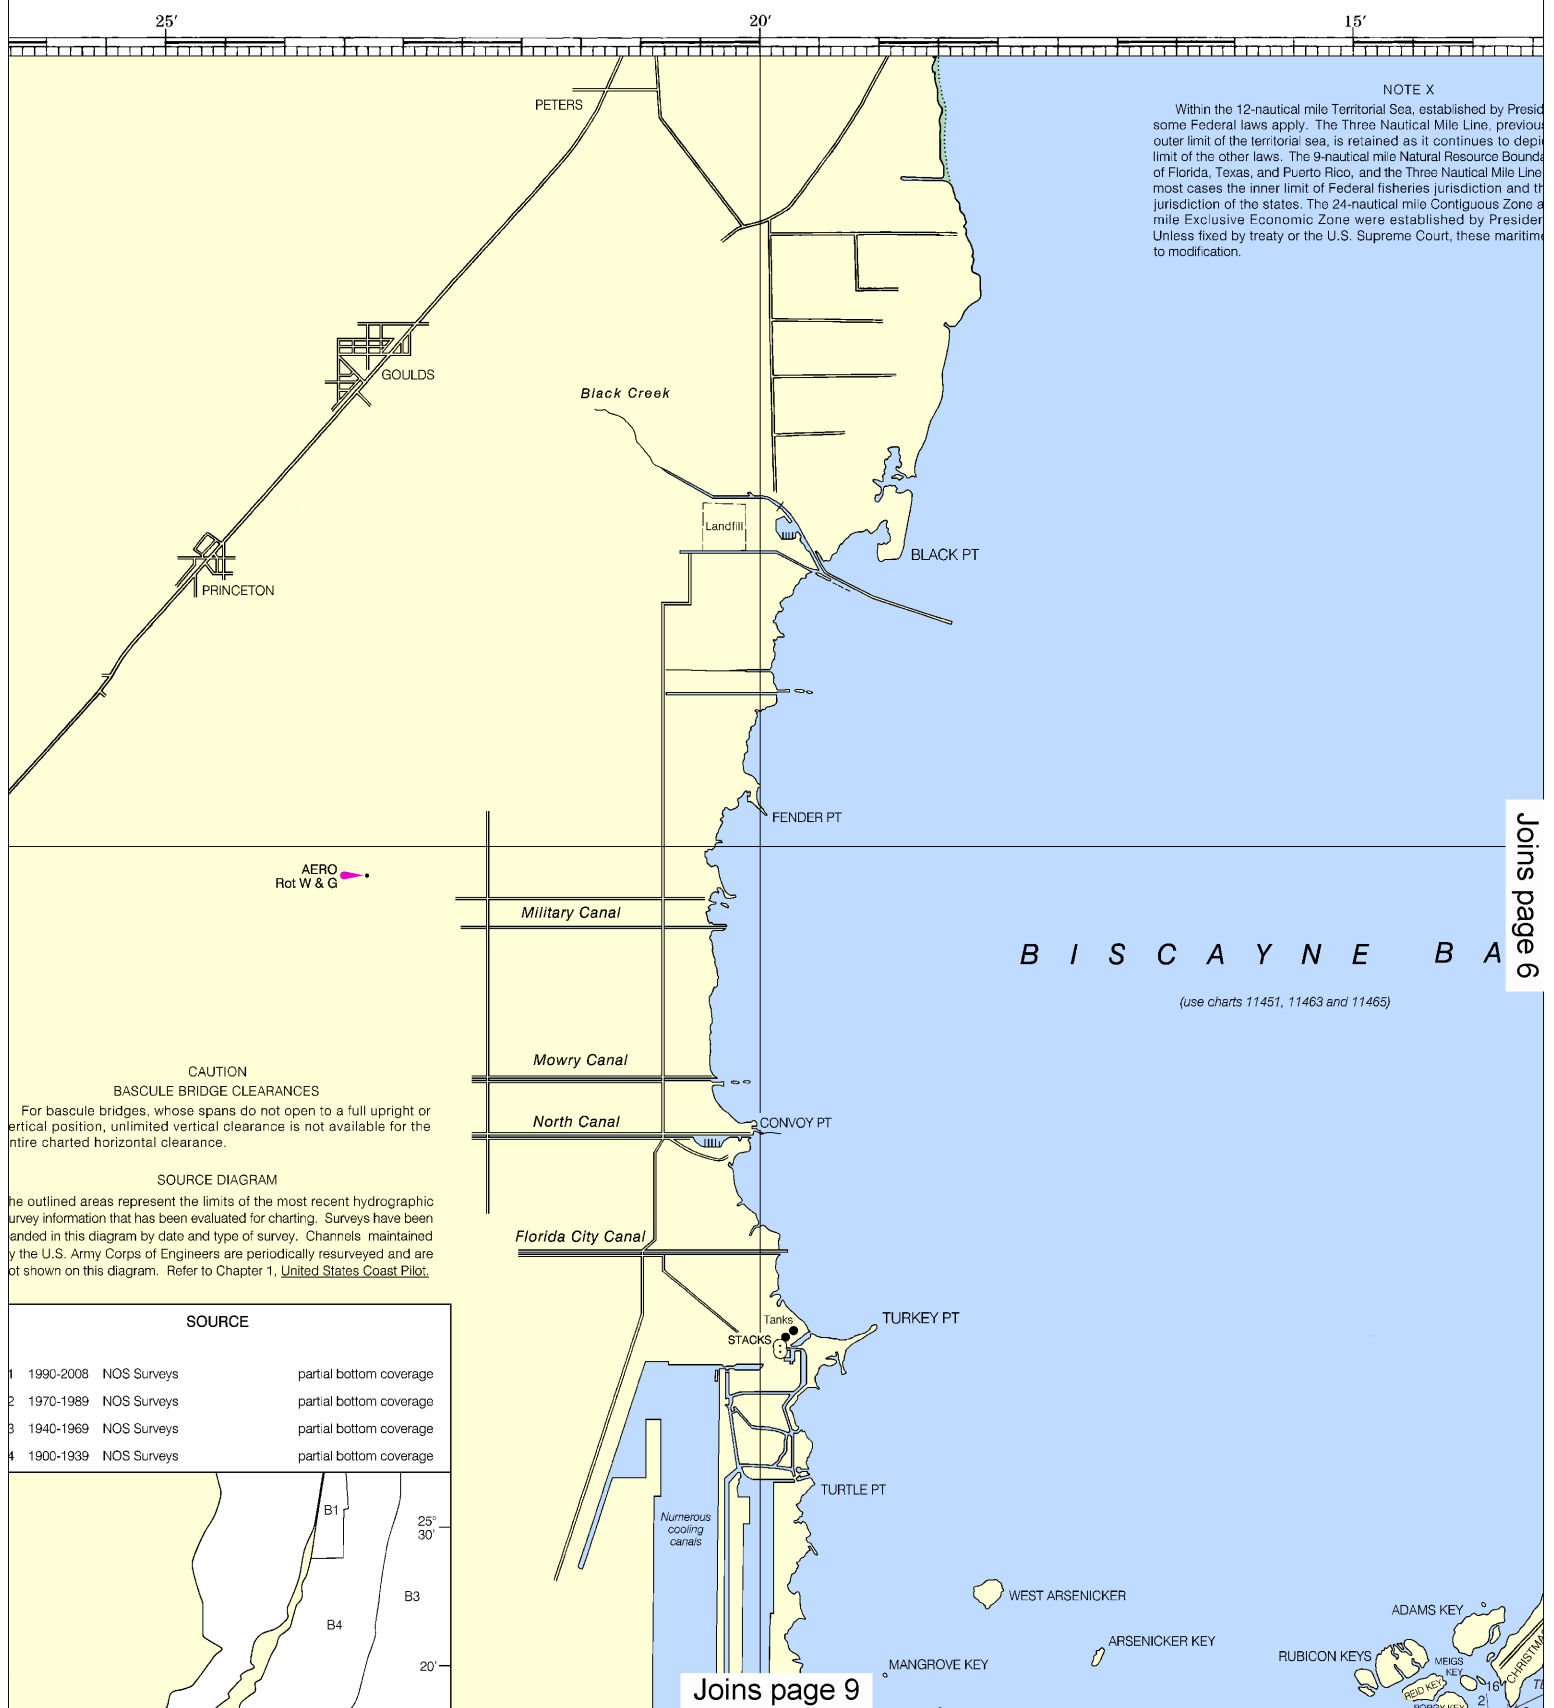 25′ 20′ 15′
PETERS
NOTE X
Within the 12-nautical mile Territorial Sea, established by Presid
some Federal laws apply. The Three Nautical Mile Line, previous
outer limit of the territorial sea, is retained as it continues to depi
limit of the other laws. The 9-nautical mile Natural Resource Bounda
of Florida, Texas, and Puerto Rico, and the Three Nautical Mile Line
most cases the inner limit of Federal fisheries jurisdiction and th
jurisdiction of the states. The 24-nautical mile Contiguous Zone a
mile Exclusive Economic Zone were established by Presiden
Unless fixed by treaty or the U.S. Supreme Court, these maritime
to modification.
GOULDS
Black Creek
Landfill
BLACK PT
PRINCETON
FENDER PT
Joins page 6
AERO
Rot W & G
Military Canal
BISCAYNE BA
(use charts 11451, 11463 and 11465)
Mowry Canal
CAUTION
BASCULE BRIDGE CLEARANCES
For bascule bridges, whose spans do not open to a full upright or
ertical position, unlimited vertical clearance is not available for the
ntire charted horizontal clearance.
North Canal
CONVOY PT
SOURCE DIAGRAM
he outlined areas represent the limits of the most recent hydrographic
urvey information that has been evaluated for charting. Surveys have been
anded in this diagram by date and type of survey. Channels maintained
y the U.S. Army Corps of Engineers are periodically resurveyed and are
ot shown on this diagram. Refer to Chapter 1, United States Coast Pilot.
Florida City Canal
SOURCE
Tanks
STACKS
TURKEY PT
1 1990-2008 NOS Surveys partial bottom coverage
2 1970-1989 NOS Surveys partial bottom coverage
3 1940-1969 NOS Surveys partial bottom coverage
4 1900-1939 NOS Surveys partial bottom coverage
TURTLE PT
B1
25°
30′
Numerous
cooling
canals
B3
B4
20′
WEST ARSENICKER
ADAMS KEY
ARSENICKER KEY
RUBICON KEYS
MEIGS
KEY
MANGROVE KEY
REID KEY
PORGY KEY
CHRISTMA
16
2
Joins page 9